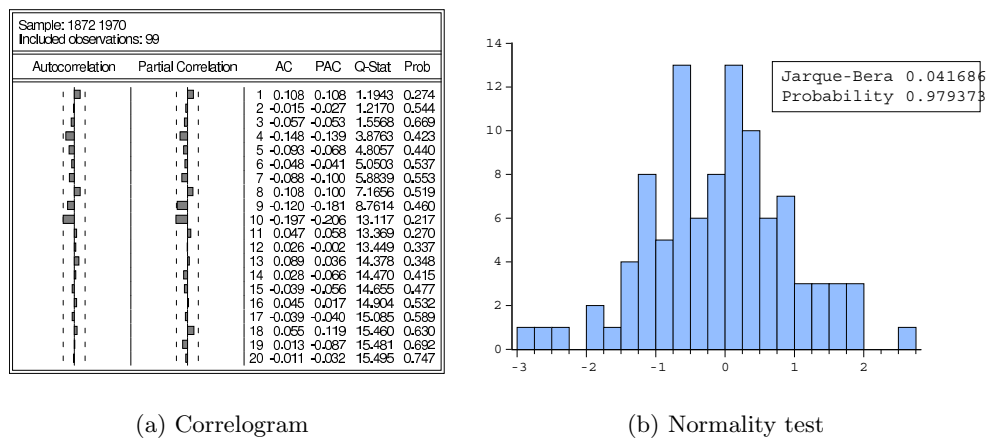 Sample: 1872 1970
Included observations: 99
Autocorrelation Partial Correlation AC PAC Q-Stat Prob
1 0.108 0.108 1.1943 0.274
2 -0.015 -0.027 1.2170 0.544
3 -0.057 -0.053 1.5568 0.669
4 -0.148 -0.139 3.8763 0.423
5 -0.093 -0.068 4.8057 0.440
6 -0.048 -0.041 5.0503 0.537
7 -0.088 -0.100 5.8839 0.553
8 0.108 0.100 7.1656 0.519
9 -0.120 -0.181 8.7614 0.460
10 -0.197 -0.206 13.117 0.217
11 0.047 0.058 13.369 0.270
12 0.026 -0.002 13.449 0.337
13 0.089 0.036 14.378 0.348
14 0.028 -0.066 14.470 0.415
15 -0.039 -0.056 14.655 0.477
16 0.045 0.017 14.904 0.532
17 -0.039 -0.040 15.085 0.589
18 0.055 0.119 15.460 0.630
19 0.013 -0.087 15.481 0.692
20 -0.011 -0.032 15.495 0.747
(a) Correlogram
14
12
10
8
6
4
2
0
-3 -2 -1 0 1 2
Jarque-Bera 0.041686
Probability 0.979373
(b) Normality test